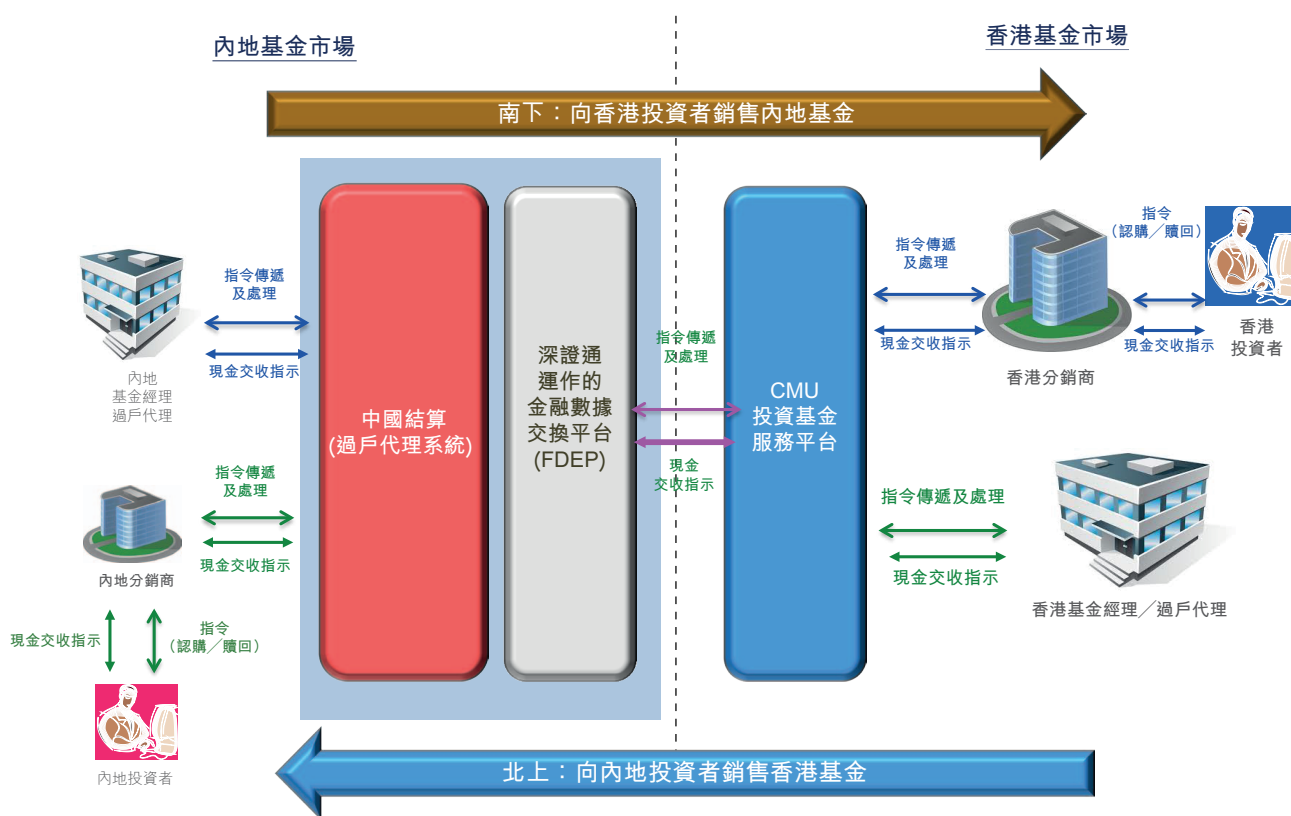 內地基金市場
香港基金市場
南下：向香港投資者銷售內地基金
指令傳遞
及處理
現金交收指示
內地
基金經理
過戶代理
指令傳遞
及處理
現金交收指示
內地分銷商
現金交收指示
指令
（認購／贖回）
內地投資者
中國結算
(過戶代理系統)
深證通
運作的
金融數據
交換平台
(FDEP)
指令傳遞
及處理
現金
交收指示
CMU
投資基金
服務平台
指令傳遞
及處理
現金交收指示
香港分銷商
指令
（認購／贖回）
現金交收指示
香港
投資者
指令傳遞及處理
現金交收指示
香港基金經理／過戶代理
北上：向內地投資者銷售香港基金